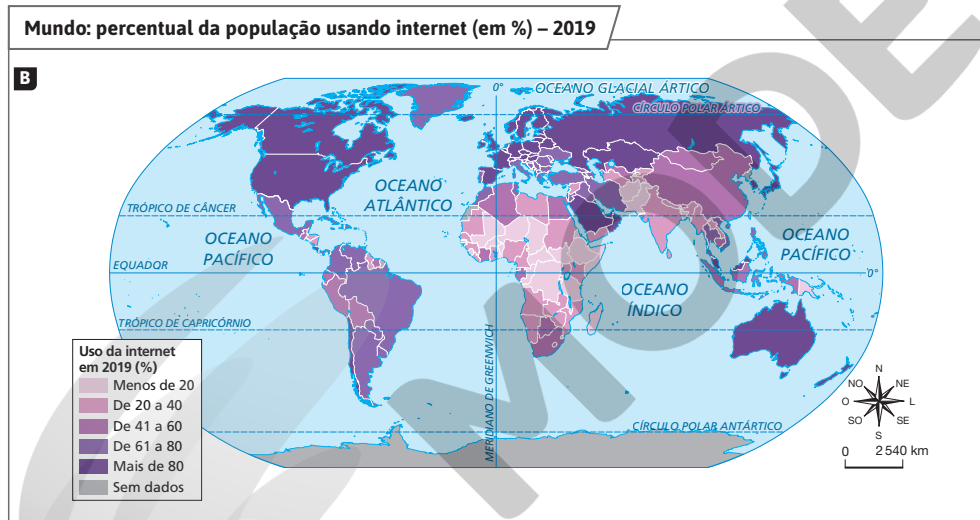 Mundo: percentual da população usando internet (em %) – 2019
B
0°
OCEANO GLACIAL ÁRTICO
CÍRCULO POLAR ÁRTICO
OCEANO
ATLÂNTICO
TRÓPICO DE CÂNCER
OCEANO
PACÍFICO
OCEANO
PACÍFICO
EQUADOR
0°
OCEANO
ÍNDICO
TRÓPICO DE CAPRICÓRNIO
MERIDIANO DE GREENWICH
CÍRCULO POLAR ANTÁRTICO
Uso da internet
em 2019 (%)
Menos de 20
De 20 a 40
De 41 a 60
De 61 a 80
Mais de 80
Sem dados
N
NO
NE
O
L
SO
SE
S
0
2 540 km
MODE